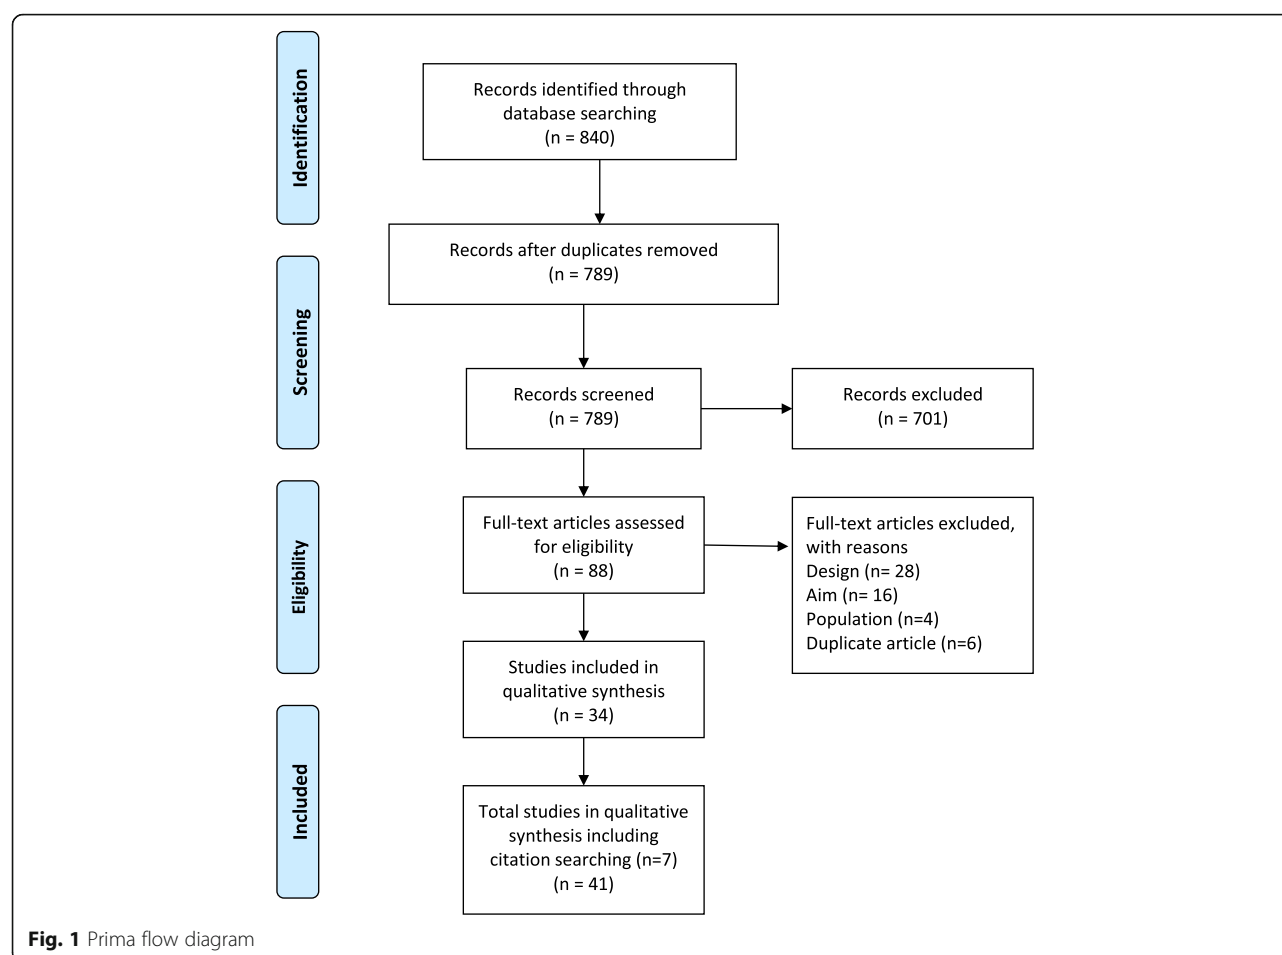 Identification
Records identified through
database searching
(n = 840)
Records after duplicates removed
(n = 789)
Screening
Records screened
(n = 789)
Records excluded
(n = 701)
Eligibility
Full-text articles assessed
for eligibility
(n = 88)
Full-text articles excluded,
with reasons
Design (n= 28)
Aim (n= 16)
Population (n=4)
Duplicate article (n=6)
Studies included in
qualitative synthesis
(n = 34)
Included
Total studies in qualitative
synthesis including
citation searching (n=7)
(n = 41)
Fig. 1 Prima flow diagram